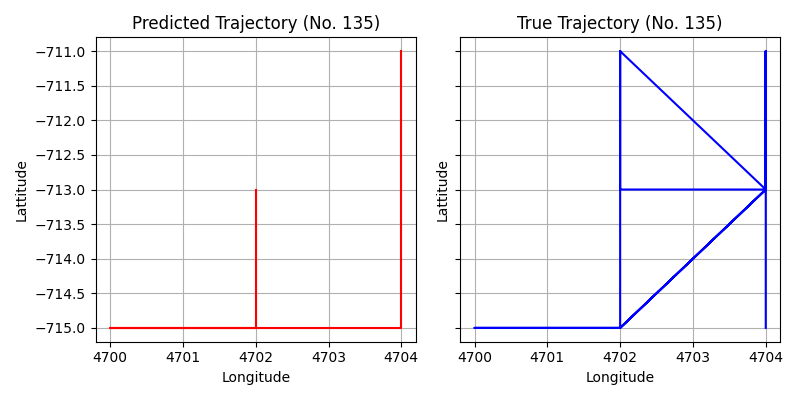 Predicted Trajectory (No. 135)
True Trajectory (No. 135)
−711.0
−711.5
−712.0
−712.5
−713.0
−713.5
−714.0
−714.5
−715.0
Lattitude
Lattitude
4700 4701 4702 4703 4704
4700 4701 4702 4703 4704
Longitude
Longitude